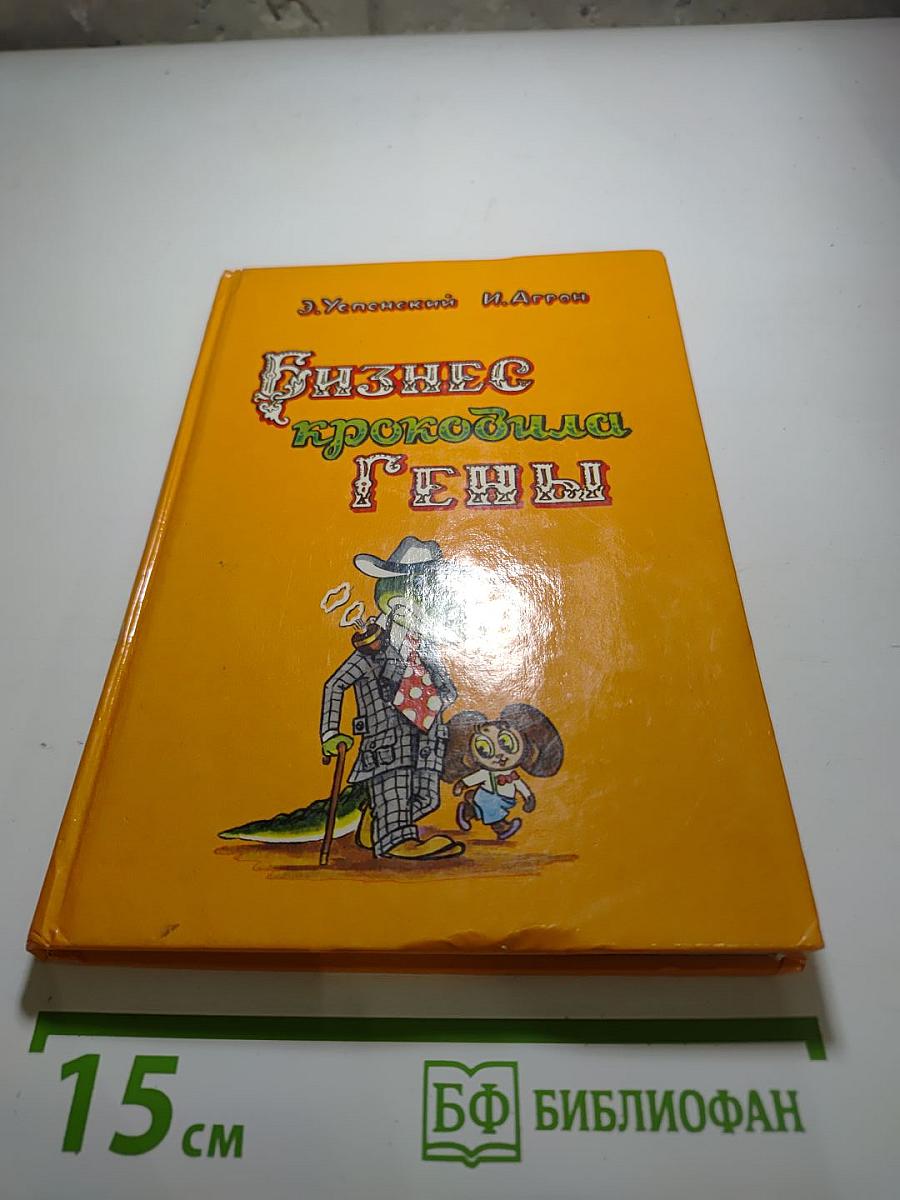 Э. Успенский И. Агрон
Бизнес
крокодила
Гены
15 см
БФ БИБЛИОФАН